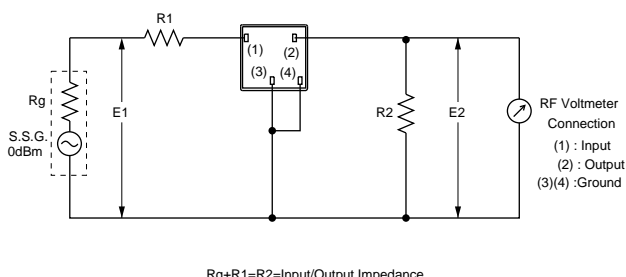 R1
(1)
(2)
(3)
(4)
Rg
E1
R2
E2
S.S.G.
0dBm
RF Voltmeter
Connection
(1) : Input
(2) : Output
(3)(4) :Ground
Rg+R1=R2=Input/Output Impedance